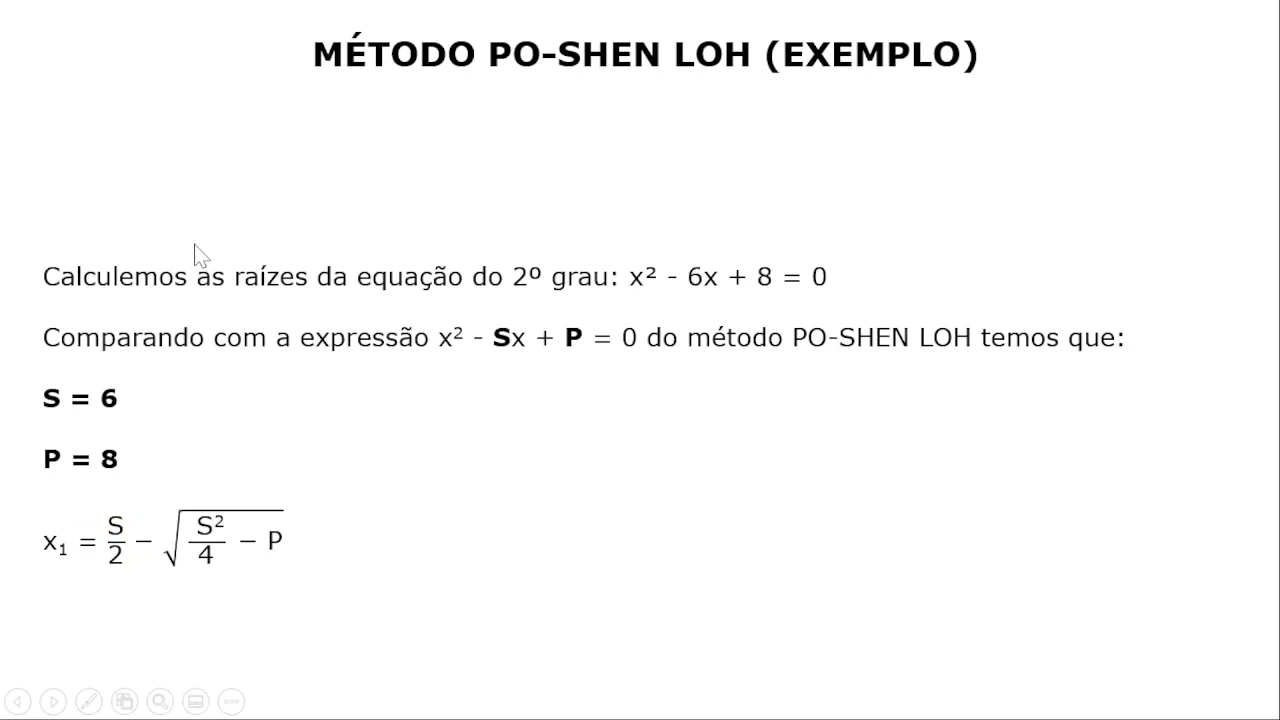 MÉTODO PO-SHEN LOH (EXEMPLO)
Calculemos as raízes da equação do 2º grau: x² - 6x + 8 = 0
Comparando com a expressão x² - Sx + P = 0 do método PO-SHEN LOH temos que:
S = 6
P = 8
x₁ = S/2 − √(S²/4 − P)